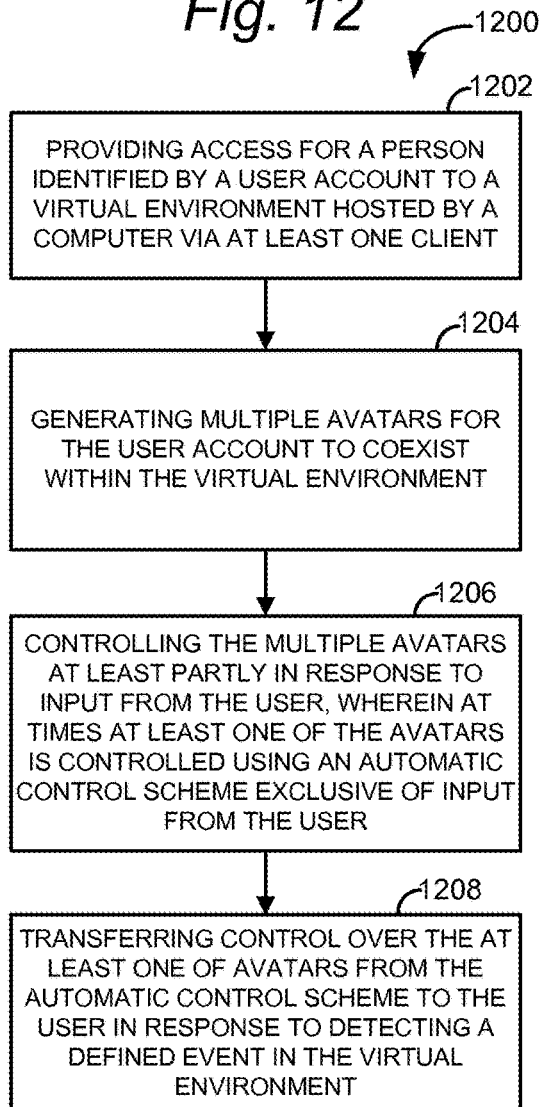 Fig. 12
1200
1202
PROVIDING ACCESS FOR A PERSON
IDENTIFIED BY A USER ACCOUNT TO A
VIRTUAL ENVIRONMENT HOSTED BY A
COMPUTER VIA AT LEAST ONE CLIENT
1204
GENERATING MULTIPLE AVATARS FOR
THE USER ACCOUNT TO COEXIST
WITHIN THE VIRTUAL ENVIRONMENT
1206
CONTROLLING THE MULTIPLE AVATARS
AT LEAST PARTLY IN RESPONSE TO
INPUT FROM THE USER, WHEREIN AT
TIMES AT LEAST ONE OF THE AVATARS
IS CONTROLLED USING AN AUTOMATIC
CONTROL SCHEME EXCLUSIVE OF INPUT
FROM THE USER
1208
TRANSFERRING CONTROL OVER THE AT
LEAST ONE OF AVATARS FROM THE
AUTOMATIC CONTROL SCHEME TO THE
USER IN RESPONSE TO DETECTING A
DEFINED EVENT IN THE VIRTUAL
ENVIRONMENT